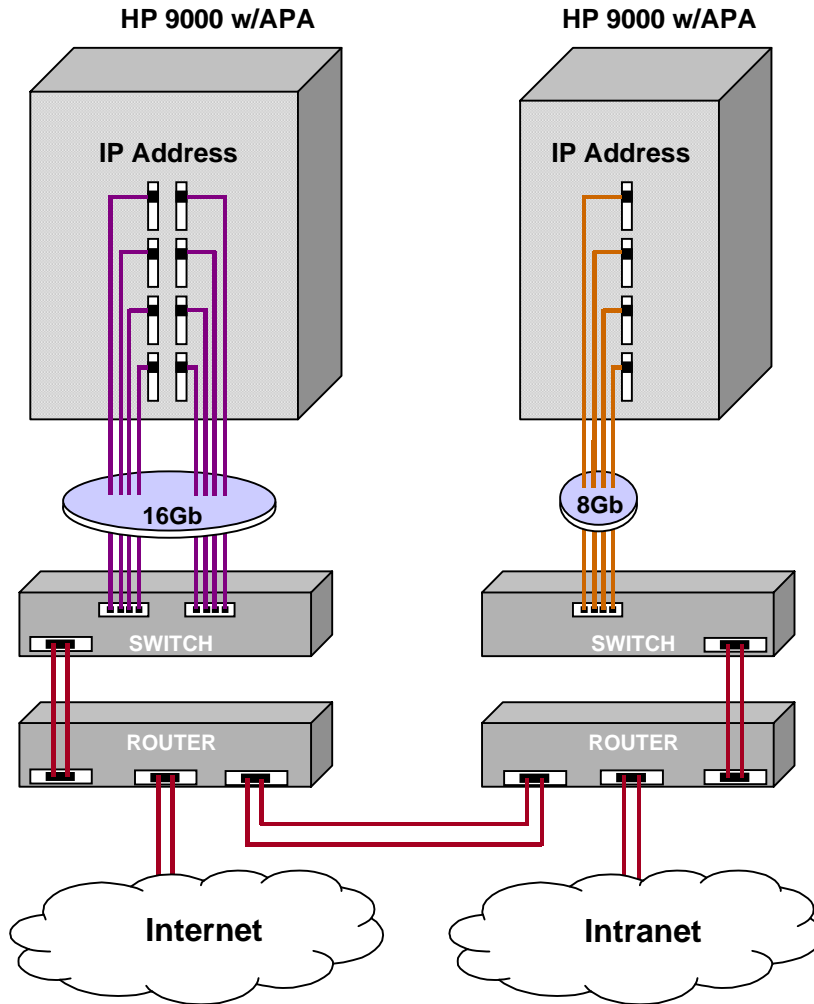 HP 9000 w/APA
HP 9000 w/APA
IP Address
IP Address
16Gb
8Gb
SWITCH
SWITCH
ROUTER
ROUTER
Internet
Intranet